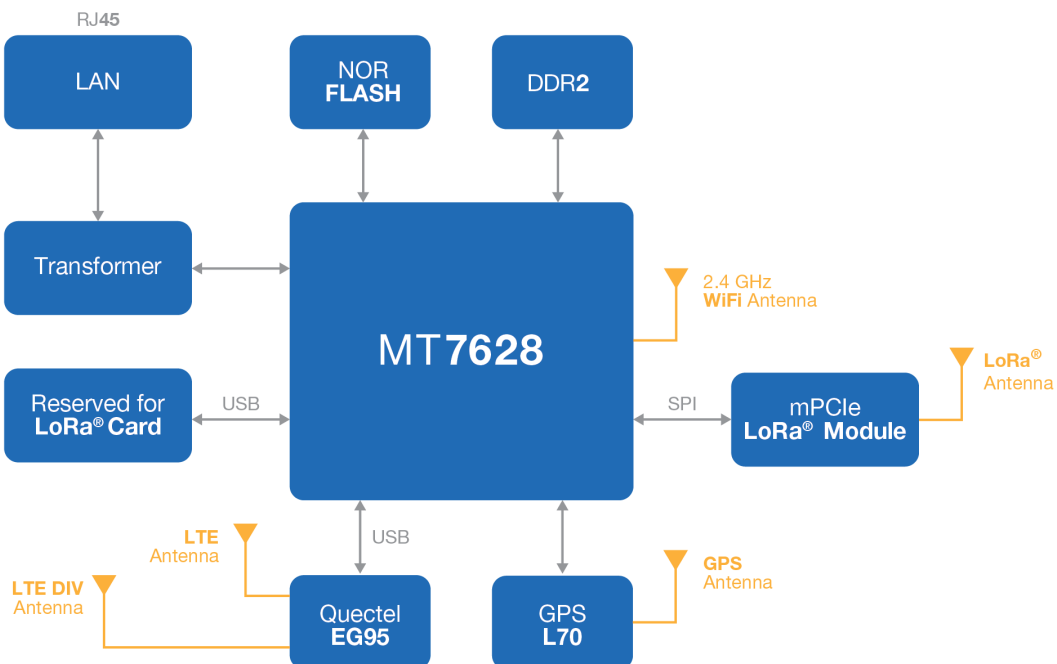 RJ45
LAN
NOR
FLASH
DDR2
Transformer
MT7628
2.4 GHz
WiFi Antenna
Reserved for
LoRa® Card
USB
SPI
mPCIe
LoRa® Module
LoRa®
Antenna
USB
LTE
Antenna
LTE DIV
Antenna
Quectel
EG95
GPS
L70
GPS
Antenna